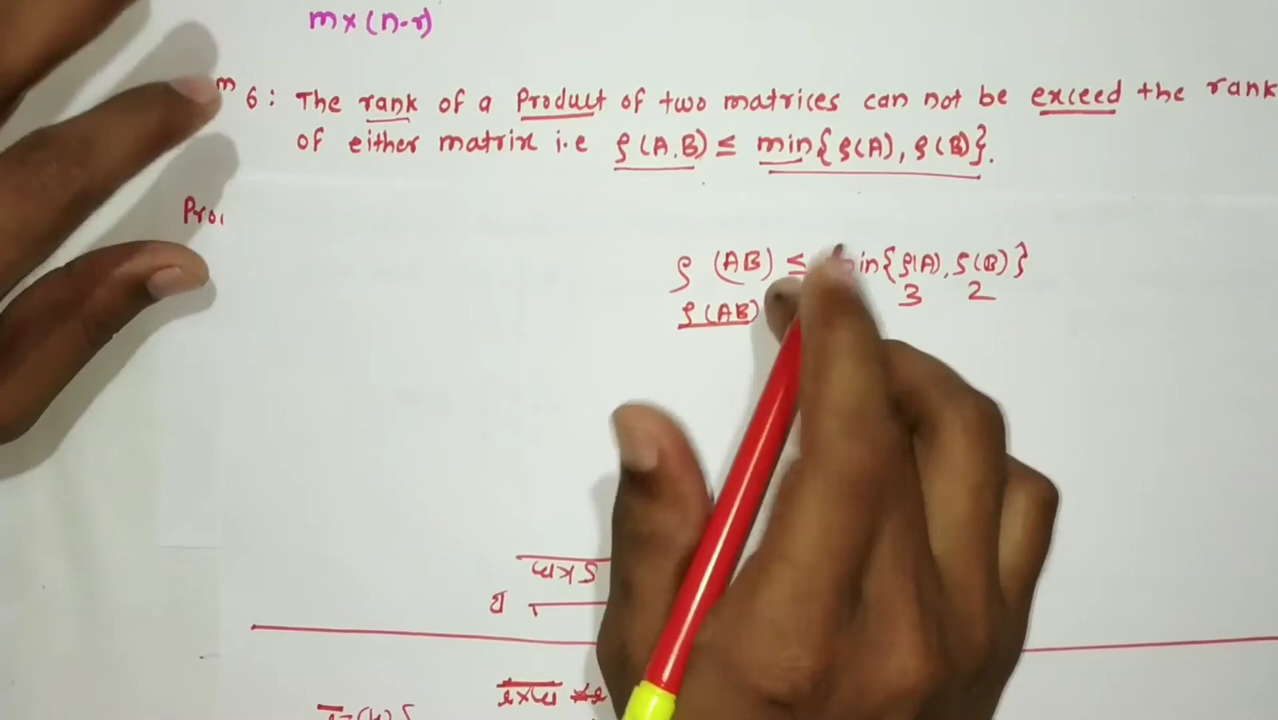 m×(n-r)
m 6: The rank of a Product of two matrices can not be exceed the rank
of either matrix i.e ρ(A.B) ≤ min{ρ(A), ρ(B)}.
ρ(AB) ≤ min{ρ(A), ρ(B)}
3 2
ρ(AB)